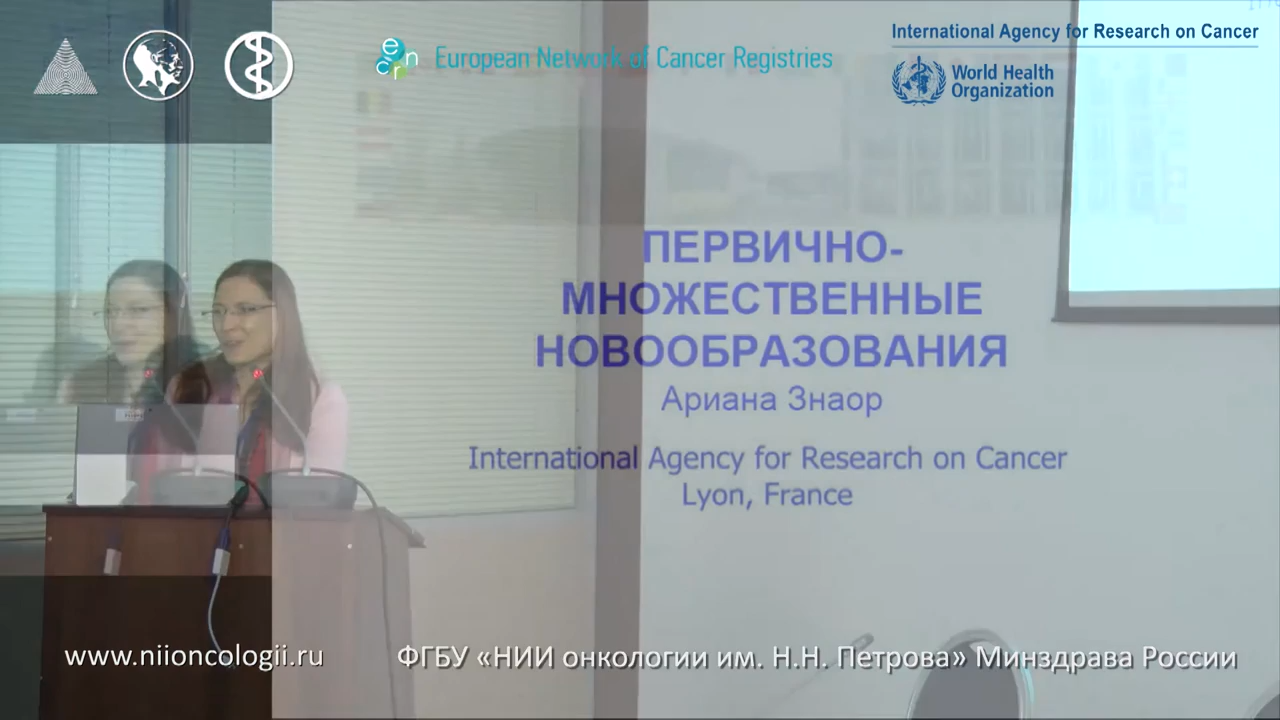 European Network of Cancer Registries
International Agency for Research on Cancer
World Health
Organization
ПЕРВИЧНО-
МНОЖЕСТВЕННЫЕ
НОВООБРАЗОВАНИЯ
Ариана Знаор
International Agency for Research on Cancer
Lyon, France
www.niioncologii.ru
ФГБУ «НИИ онкологии им. Н.Н. Петрова» Минздрава России